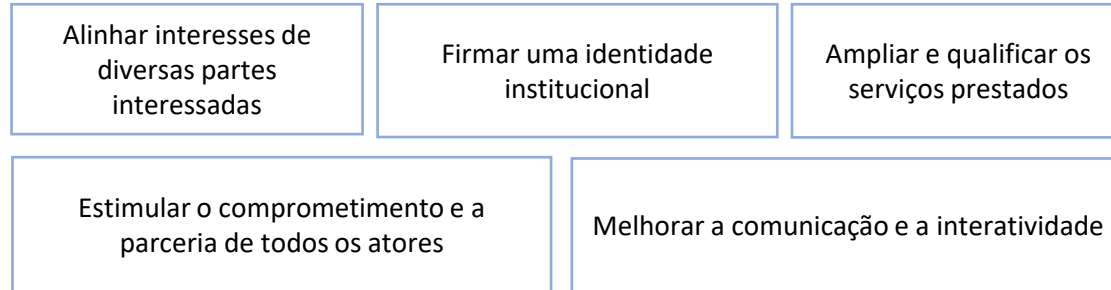 Alinhar interesses de
diversas partes
interessadas
Firmar uma identidade
institucional
Ampliar e qualificar os
serviços prestados
Estimular o comprometimento e a
parceria de todos os atores
Melhorar a comunicação e a interatividade